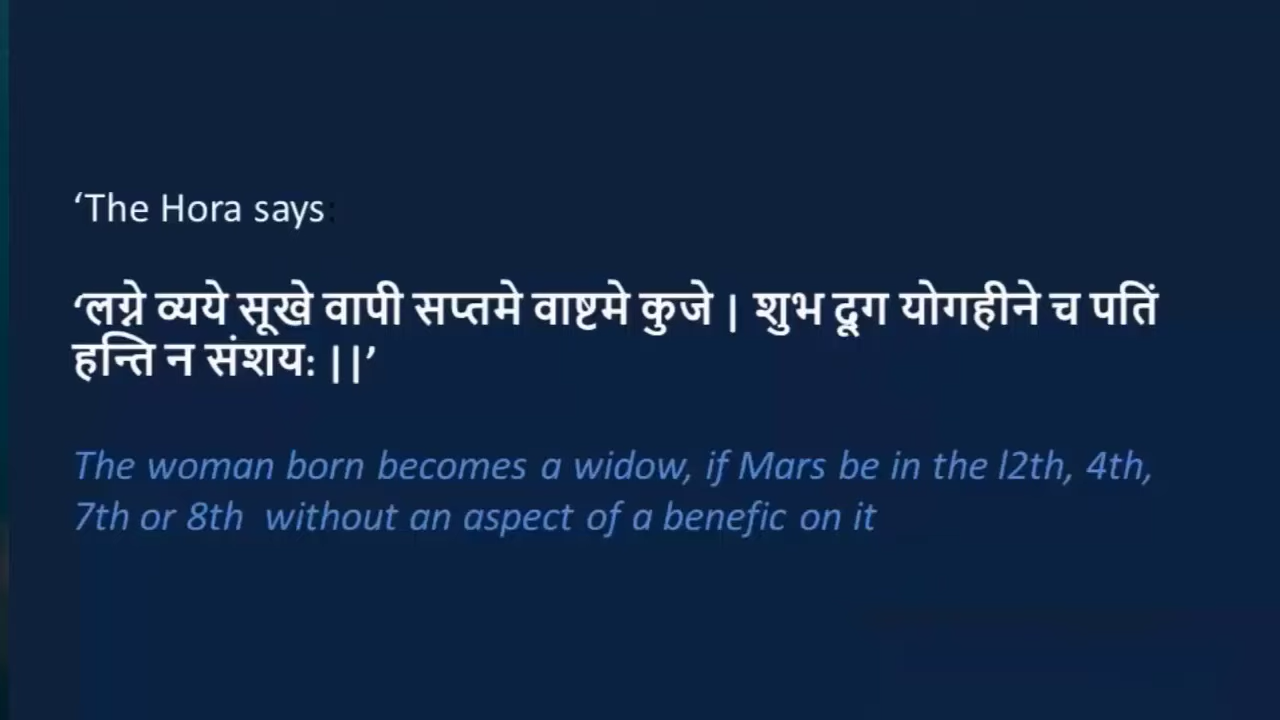 ‘The Hora says:
‘लग्ने व्यये सूखे वापी सप्तमे वाष्टमे कुजे | शुभ दूग योगहीने च पतिं
हन्ति न संशयः ||’
The woman born becomes a widow, if Mars be in the l2th, 4th,
7th or 8th without an aspect of a benefic on it